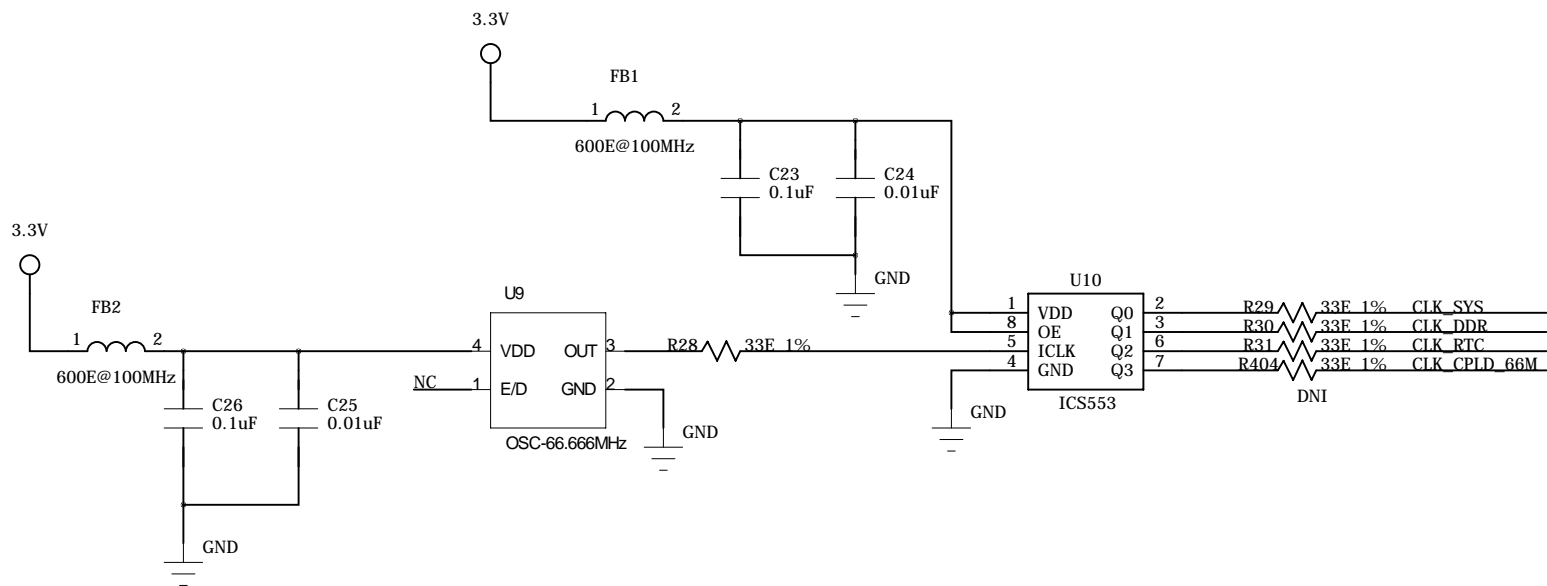 3.3V
FB1
1 2
600E@100MHz
C23
0.1uF
C24
0.01uF
GND
3.3V
FB2
1 2
600E@100MHz
C26
0.1uF
C25
0.01uF
GND
U9
4 VDD OUT 3
NC 1 E/D GND 2
OSC-66.666MHz
GND
R28 33E 1%
U10
1 VDD Q0 2
8 OE Q1 3
5 ICLK Q2 6
4 GND Q3 7
ICS553
GND
R29 33E 1% CLK_SYS
R30 33E 1% CLK_DDR
R31 33E 1% CLK_RTC
R404 33E 1% CLK_CPLD_66M
DNI